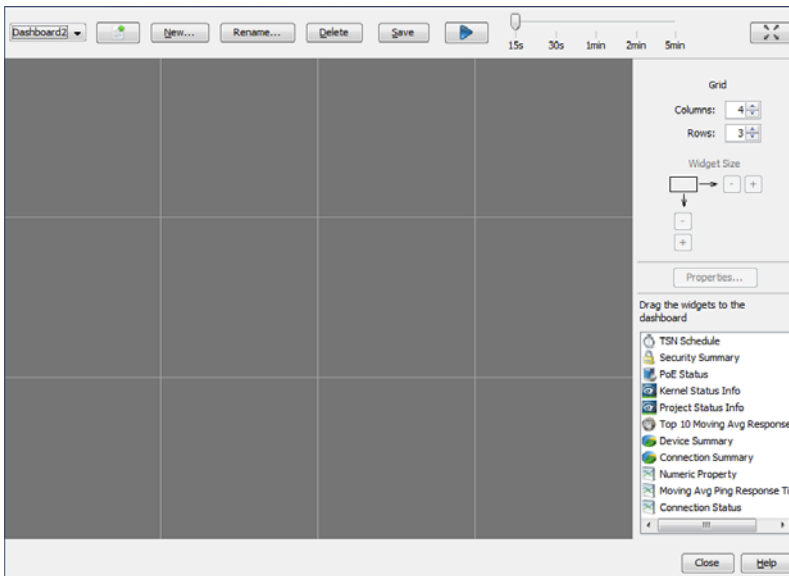 Dashboard2 New... Rename... Delete Save
15s 30s 1min 2min 5min
Grid
Columns: 4
Rows: 3
Widget Size
- +
-
+
Properties...
Drag the widgets to the
dashboard
TSN Schedule
Security Summary
PoE Status
Kernel Status Info
Project Status Info
Top 10 Moving Avg Response
Device Summary
Connection Summary
Numeric Property
Moving Avg Ping Response Ti
Connection Status
Close Help